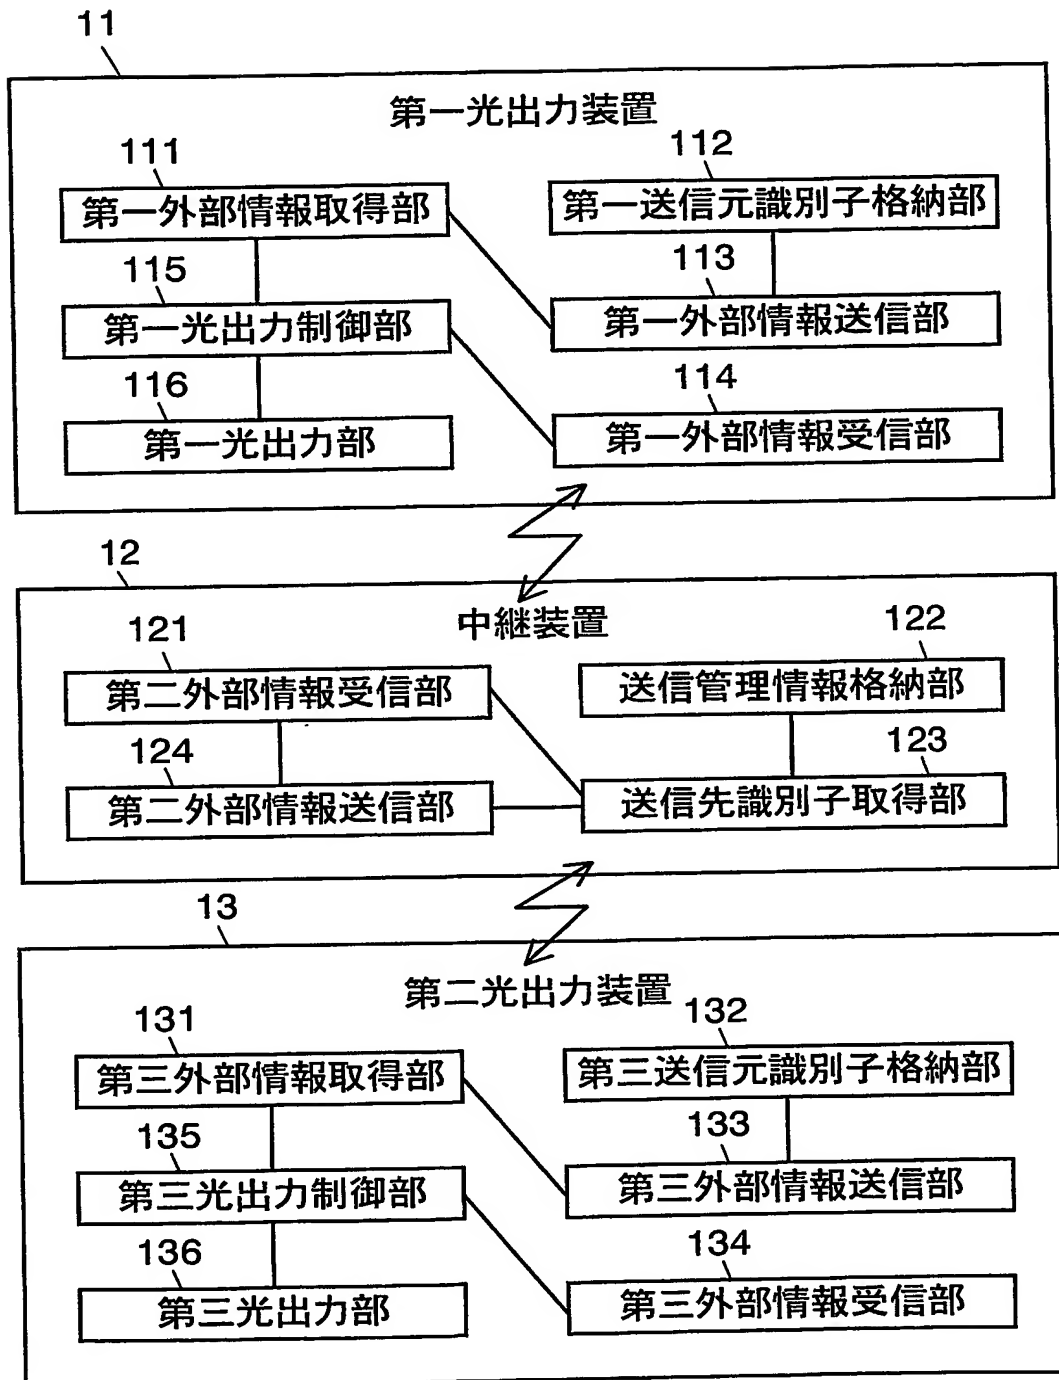 11
第一光出力装置
111
112
第一外部情報取得部
第一送信元識別子格納部
115
113
第一光出力制御部
第一外部情報送信部
116
114
第一光出力部
第一外部情報受信部
12
中継装置
121
122
第二外部情報受信部
送信管理情報格納部
124
123
第二外部情報送信部
送信先識別子取得部
13
第二光出力装置
131
132
第三外部情報取得部
第三送信元識別子格納部
135
133
第三光出力制御部
第三外部情報送信部
136
134
第三光出力部
第三外部情報受信部